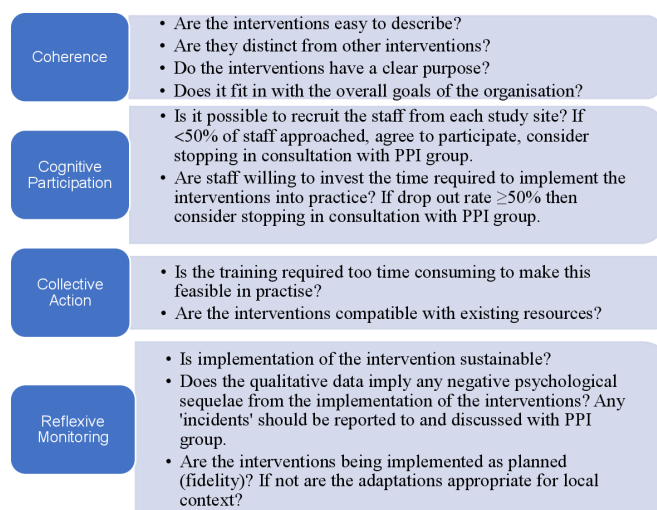 Coherence
• Are the interventions easy to describe?
• Are they distinct from other interventions?
• Do the interventions have a clear purpose?
• Does it fit in with the overall goals of the organisation?
Cognitive
Participation
• Is it possible to recruit the staff from each study site? If
<50% of staff approached, agree to participate, consider
stopping in consultation with PPI group.
• Are staff willing to invest the time required to implement the
interventions into practice? If drop out rate ≥50% then
consider stopping in consultation with PPI group.
Collective
Action
• Is the training required too time consuming to make this
feasible in practise?
• Are the interventions compatible with existing resources?
Reflexive
Monitoring
• Is implementation of the intervention sustainable?
• Does the qualitative data imply any negative psychological
sequelae from the implementation of the interventions? Any
'incidents' should be reported to and discussed with PPI
group.
• Are the interventions being implemented as planned
(fidelity)? If not are the adaptations appropriate for local
context?